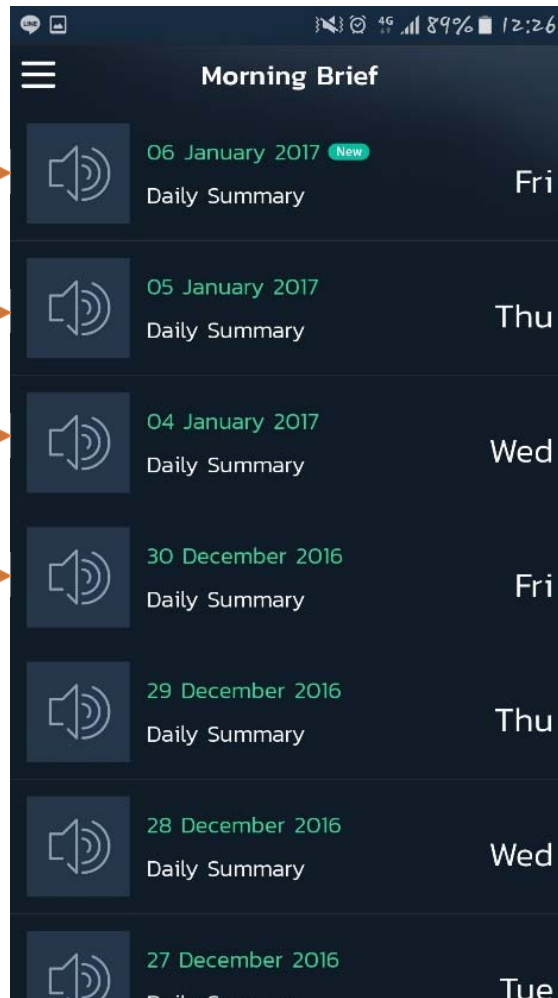 LINE 4G 89% 12:26
Morning Brief
06 January 2017 New
Daily Summary
Fri
05 January 2017
Daily Summary
Thu
04 January 2017
Daily Summary
Wed
30 December 2016
Daily Summary
Fri
29 December 2016
Daily Summary
Thu
28 December 2016
Daily Summary
Wed
27 December 2016
Tue